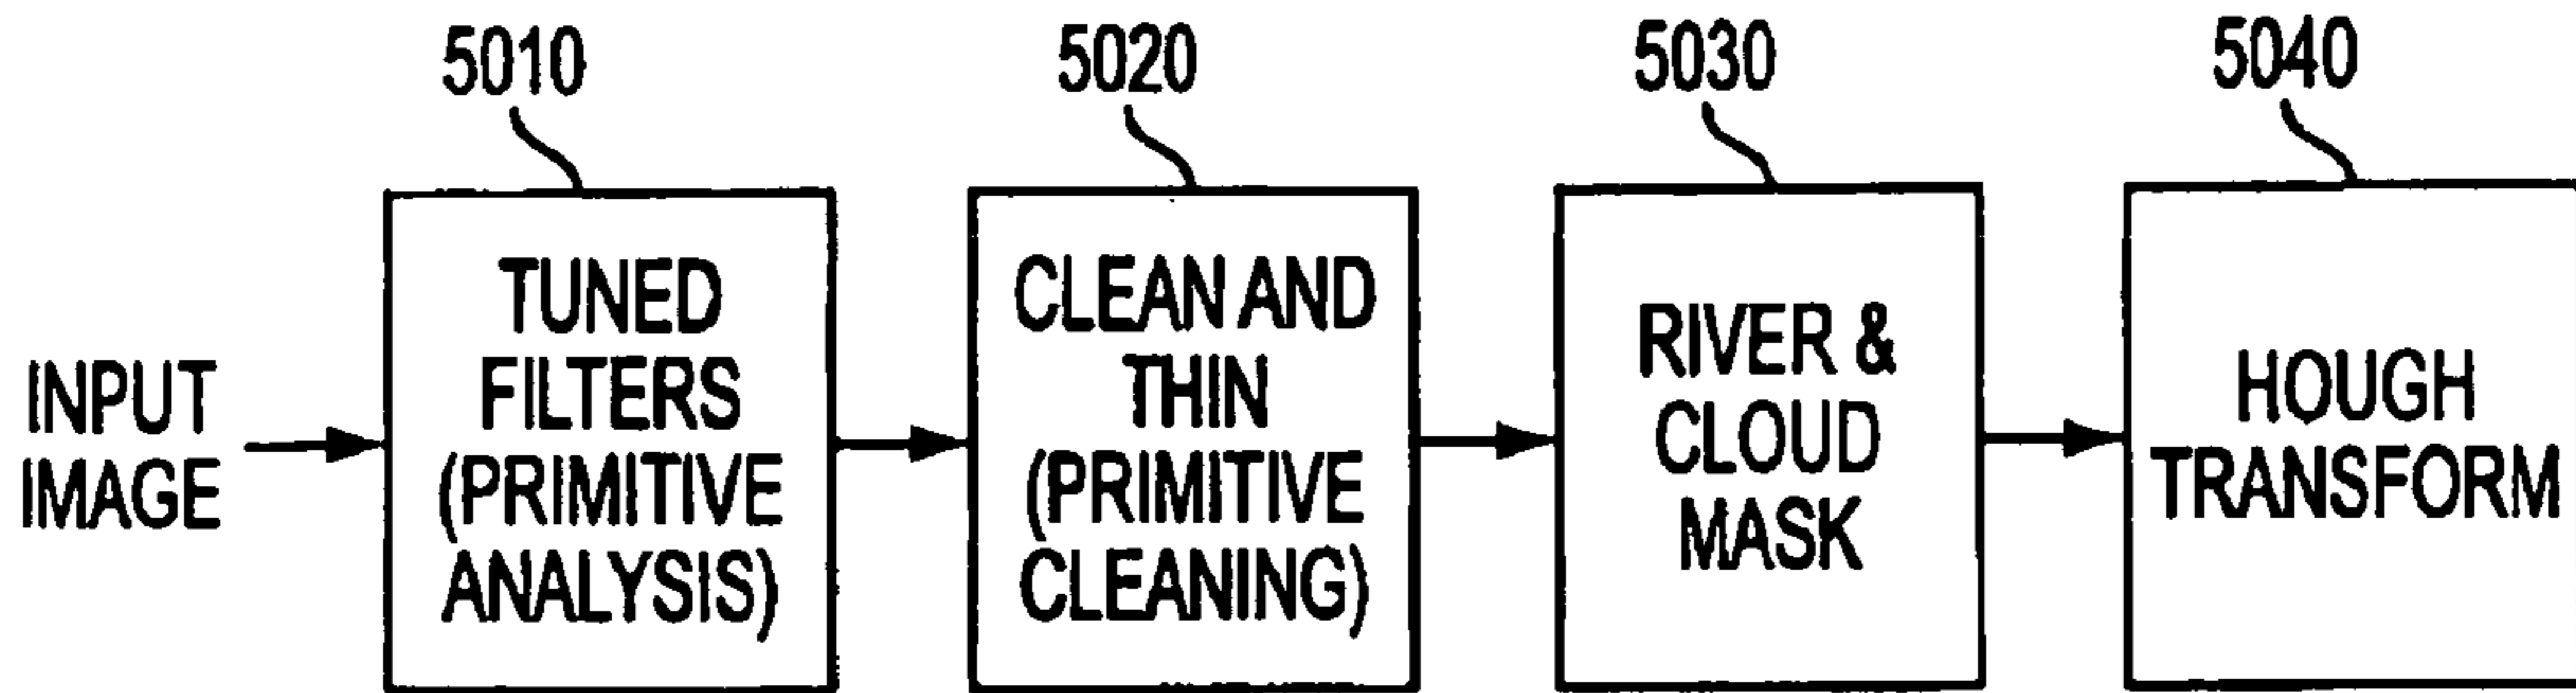 5010
5020
5030
5040
INPUT
IMAGE
TUNED
FILTERS
(PRIMITIVE
ANALYSIS)
CLEAN AND
THIN
(PRIMITIVE
CLEANING)
RIVER &
CLOUD
MASK
HOUGH
TRANSFORM